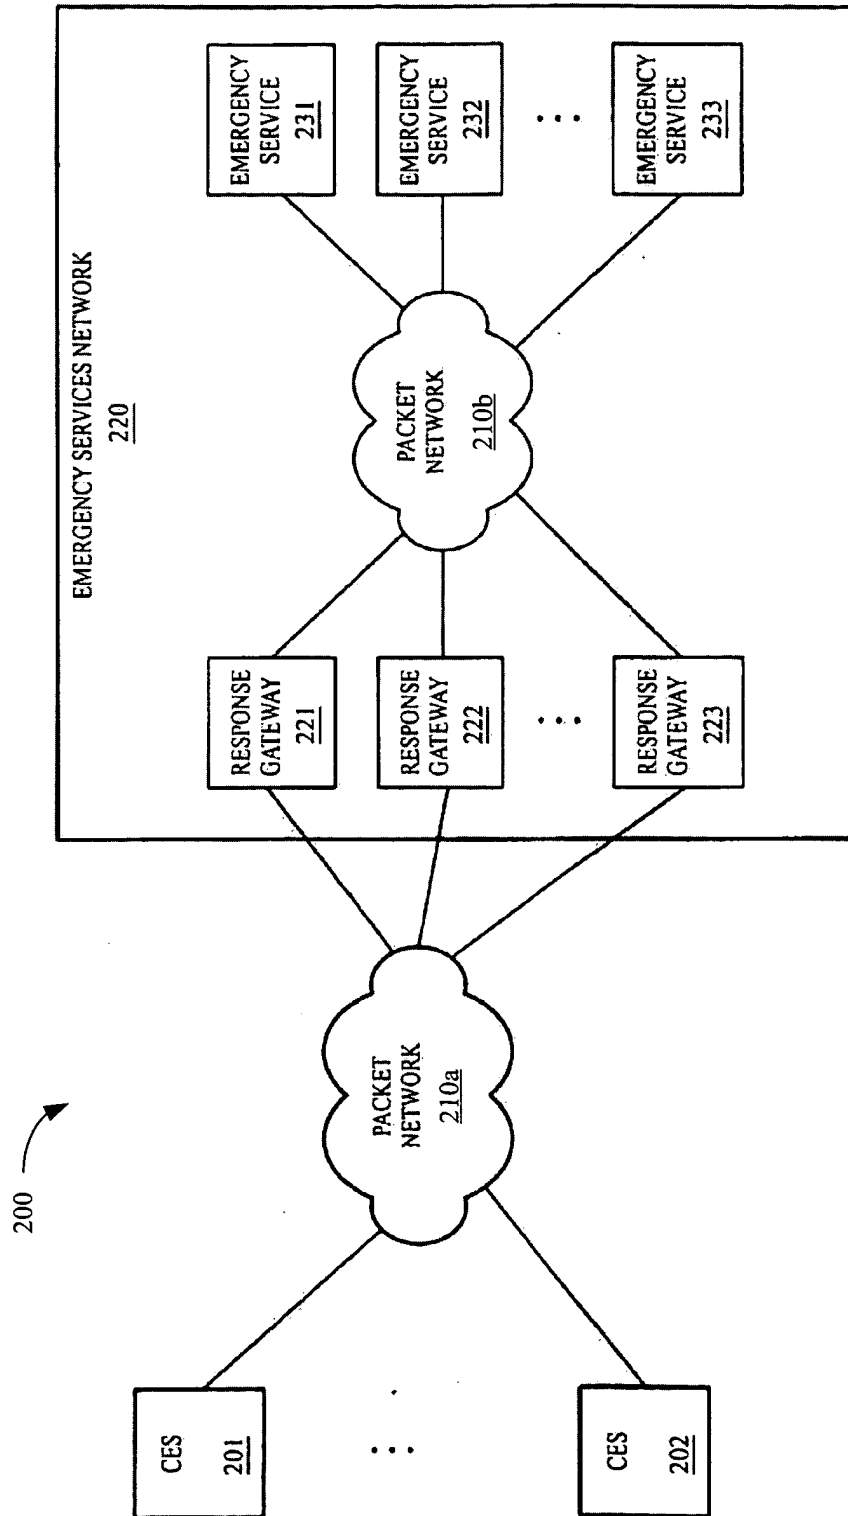 200
CES
201
CES
202
PACKET
NETWORK
210a
EMERGENCY SERVICES NETWORK
220
RESPONSE
GATEWAY
221
RESPONSE
GATEWAY
222
RESPONSE
GATEWAY
223
PACKET
NETWORK
210b
EMERGENCY
SERVICE
231
EMERGENCY
SERVICE
232
EMERGENCY
SERVICE
233